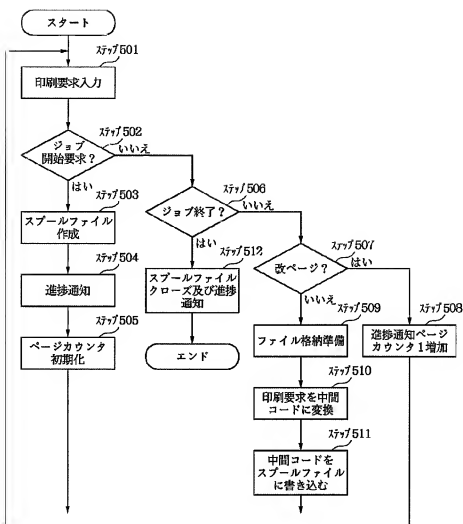 スタート
ステップ501
印刷要求入力
ステップ502
ジョブ
開始要求?
いいえ
はい
ステップ503
スプールファイル
作成
ステップ504
進捗通知
ステップ505
ページカウンタ
初期化
ステップ506
ジョブ終了?
いいえ
はい
ステップ512
スプールファイル
クローズ及び進捗
通知
エンド
ステップ507
改ページ?
はい
いいえ
ステップ508
進捗通知ページ
カウンタ1増加
ステップ509
ファイル格納準備
ステップ510
印刷要求を中間
コードに変換
ステップ511
中間コードを
スプールファイル
に書き込む